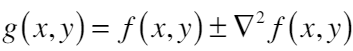 g(x,y) = f(x,y) ± ∇²f(x,y)